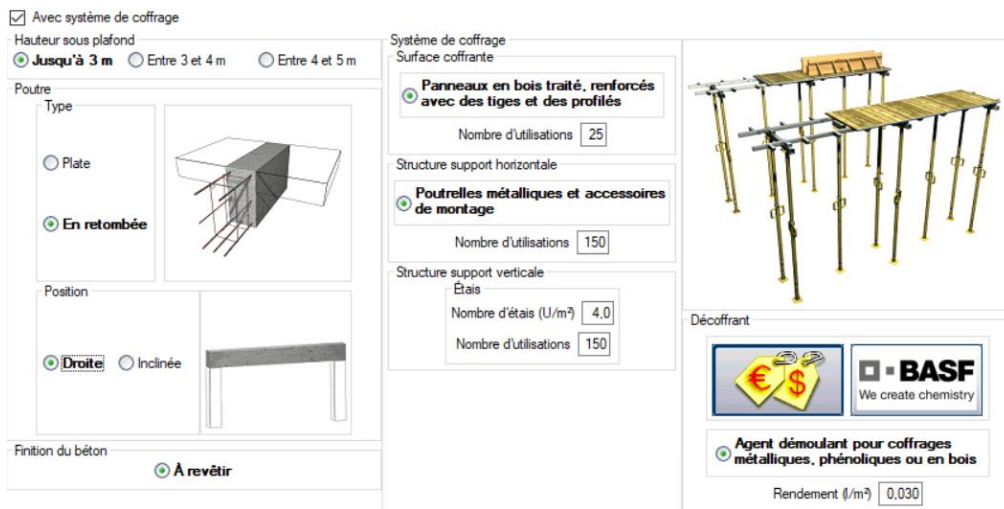 Avec système de coffrage
Hauteur sous plafond
Jusqu'à 3 m
Entre 3 et 4 m
Entre 4 et 5 m
Poutre
Type
Plate
En retombée
Position
Droite
Inclinée
Finition du béton
À revêtir
Système de coffrage
Surface coffrante
Panneaux en bois traité, renforcés
avec des tiges et des profilés
Nombre d'utilisations 25
Structure support horizontale
Poutrelles métalliques et accessoires
de montage
Nombre d'utilisations 150
Structure support verticale
Étais
Nombre d'étais (U/m²) 4,0
Nombre d'utilisations 150
Décoffrant
€ $
BASF
We create chemistry
Agent démoulant pour coffrages
métalliques, phénoliques ou en bois
Rendement (l/m²) 0,030